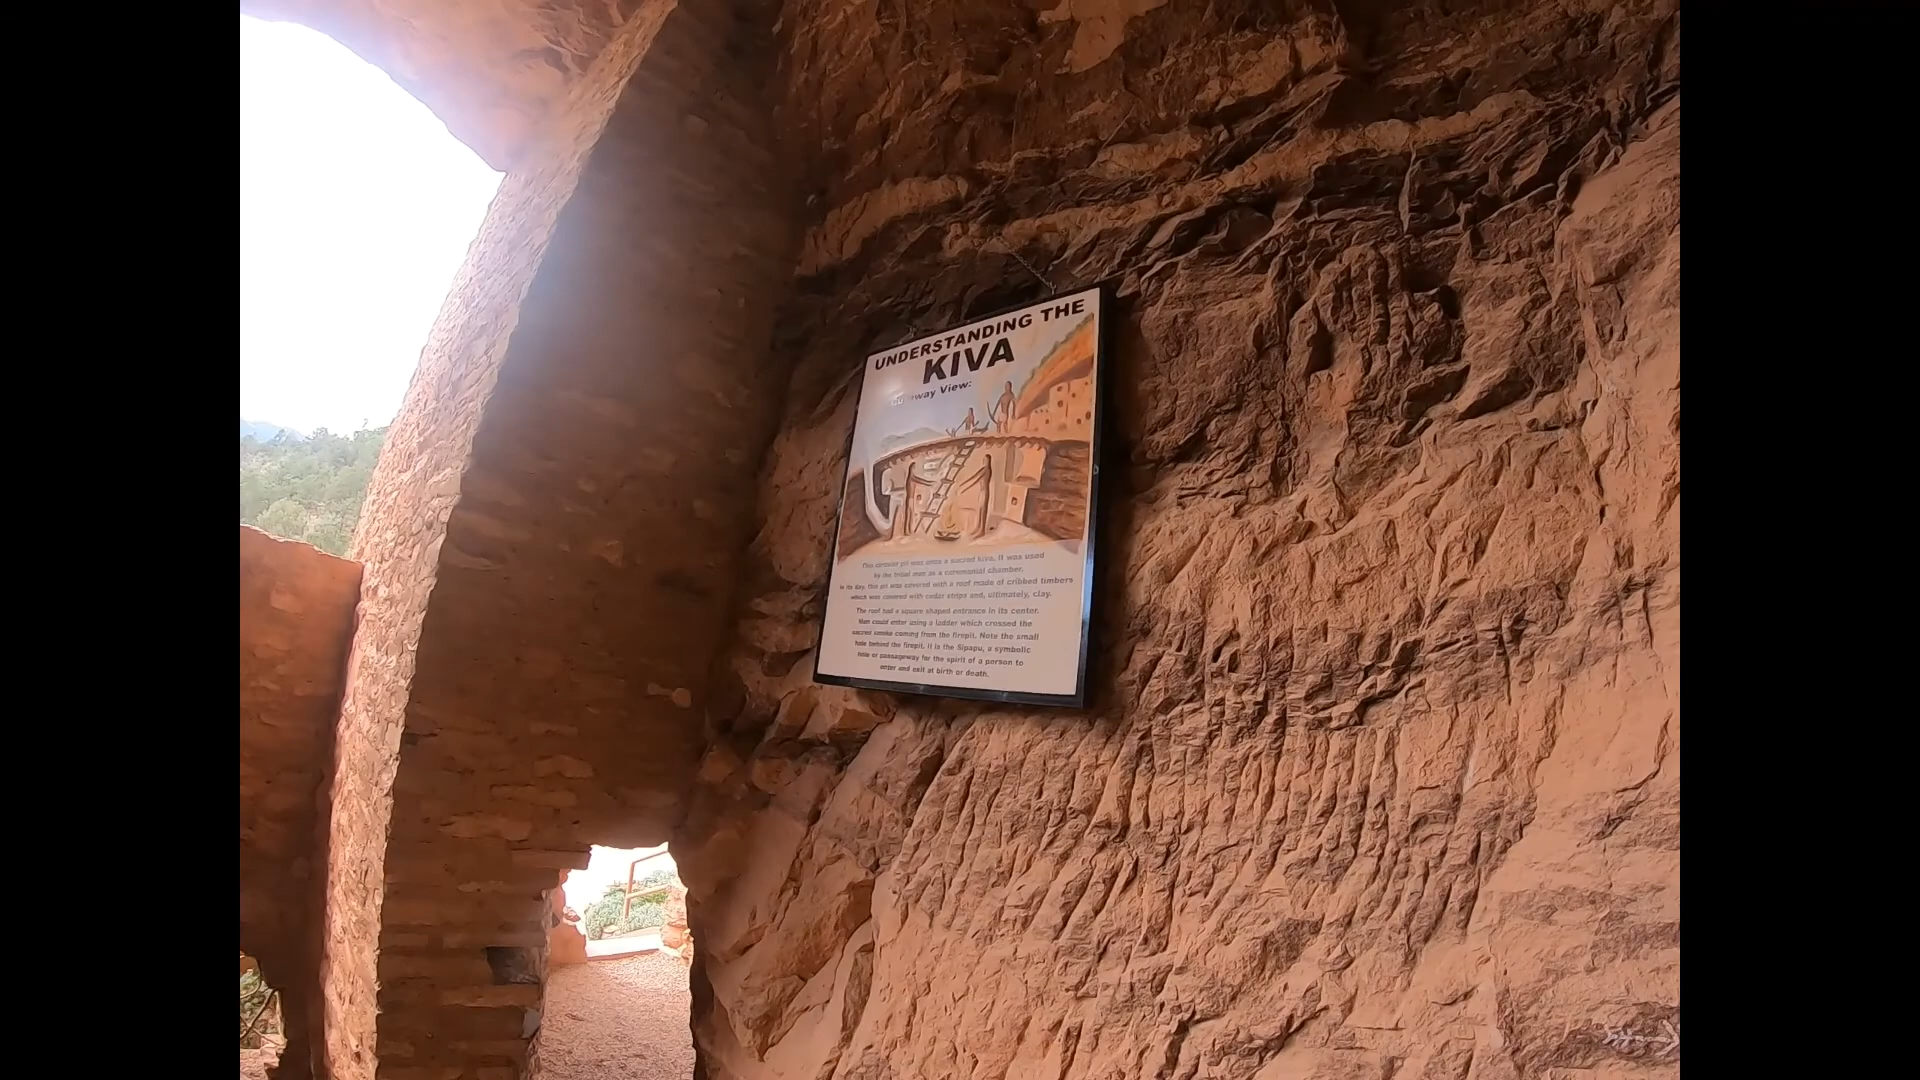 UNDERSTANDING THE
KIVA
way View:
This circular pit was once a sacred kiva. It was used
by the tribal men as a ceremonial chamber.
In its day, this pit was covered with a roof made of cribbed timbers
which was covered with cedar strips and, ultimately, clay.
The roof had a square shaped entrance in its center.
Men could enter using a ladder which crossed the
sacred smoke coming from the firepit. Note the small
hole behind the firepit. It is the Sipapu, a symbolic
hole or passageway for the spirit of a person to
enter and exit at birth or death.